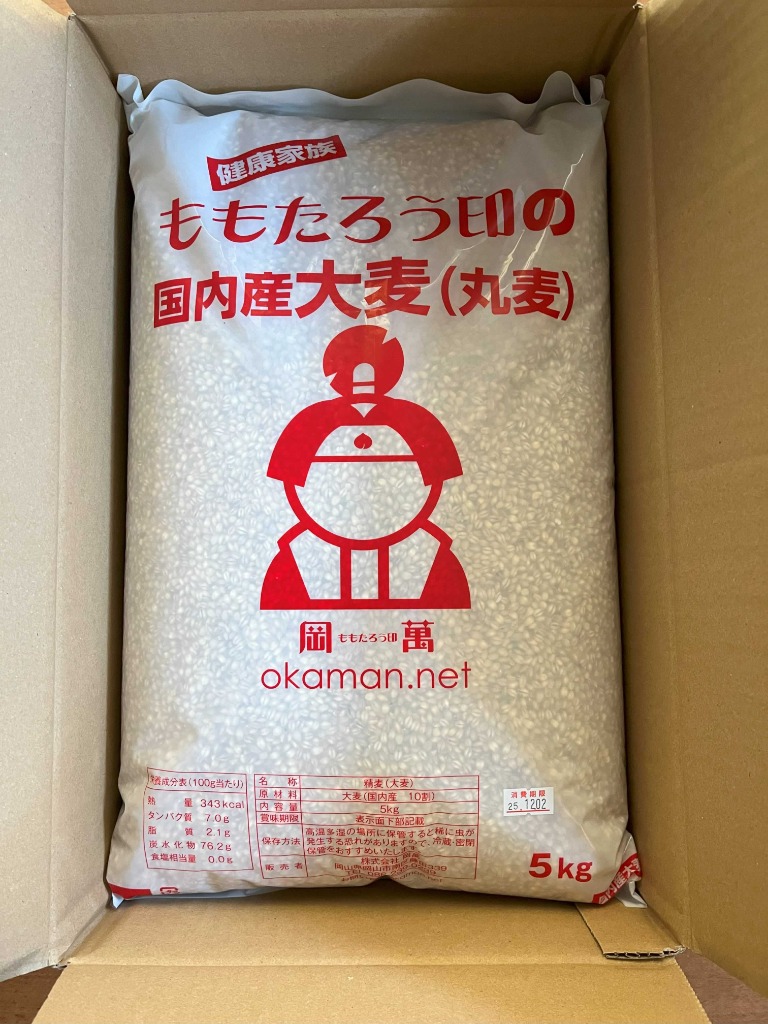 健康家族
ももたろう印の
国内産大麦(丸麦)
岡 ももたろう印 萬
okaman.net
栄養成分表(100g当たり)
熱量 343kcal
タンパク質 7.0g
脂質 2.1g
炭水化物 76.2g
食塩相当量 0.0g
名称 精麦(大麦)
原材料 大麦(国内産 10割)
内容量 5kg
賞味期限 表示面下部記載
保存方法 高温多湿の場所に保管すると稀に虫が
発生する恐れがありますので、冷蔵・密閉
保管をおすすめいたします
販売者 株式会社
消費期限
25.1202
5kg
国内産大